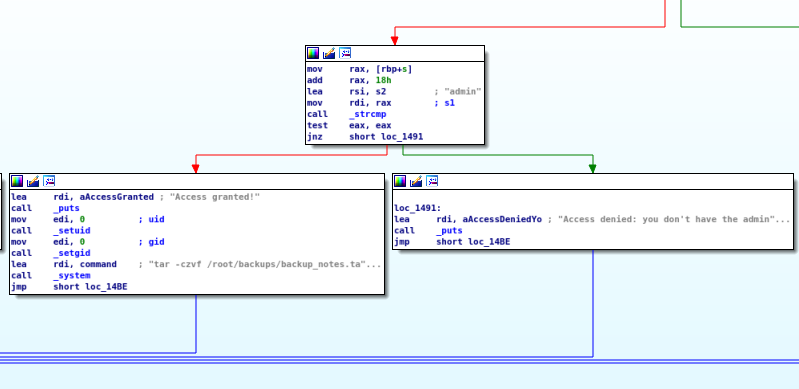 mov rax, [rbp+s]
add rax, 18h
lea rsi, s2 ; "admin"
mov rdi, rax ; s1
call _strcmp
test eax, eax
jnz short loc_1491
lea rdi, aAccessGranted ; "Access granted!"
call _puts
mov edi, 0 ; uid
call _setuid
mov edi, 0 ; gid
call _setgid
lea rdi, command ; "tar -czvf /root/backups/backup_notes.ta"...
call _system
jmp short loc_14BE
loc_1491:
lea rdi, aAccessDeniedYo ; "Access denied: you don't have the admin"...
call _puts
jmp short loc_14BE